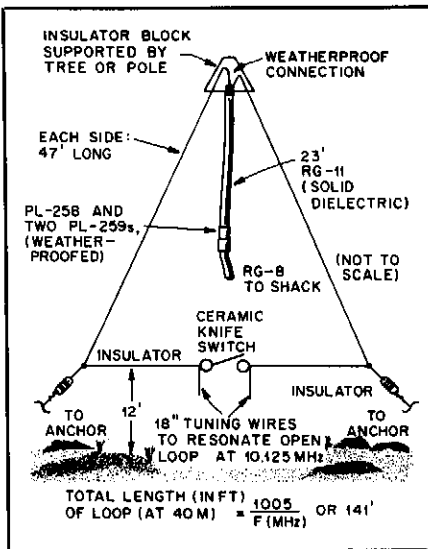 INSULATOR BLOCK
SUPPORTED BY
TREE OR POLE
WEATHERPROOF
CONNECTION
EACH SIDE:
47' LONG
23'
RG-11
(SOLID
DIELECTRIC)
PL-258 AND
TWO PL-259s,
(WEATHER-
PROOFED)
(NOT TO
SCALE)
RG-8
TO SHACK
CERAMIC
KNIFE
SWITCH
INSULATOR
INSULATOR
TO
ANCHOR
12'
18" TUNING WIRES
TO RESONATE OPEN
LOOP AT 10.125 MHz
TO
ANCHOR
TOTAL LENGTH (IN FT)
OF LOOP (AT 40M) = 1005 / F (MHz) OR 141'